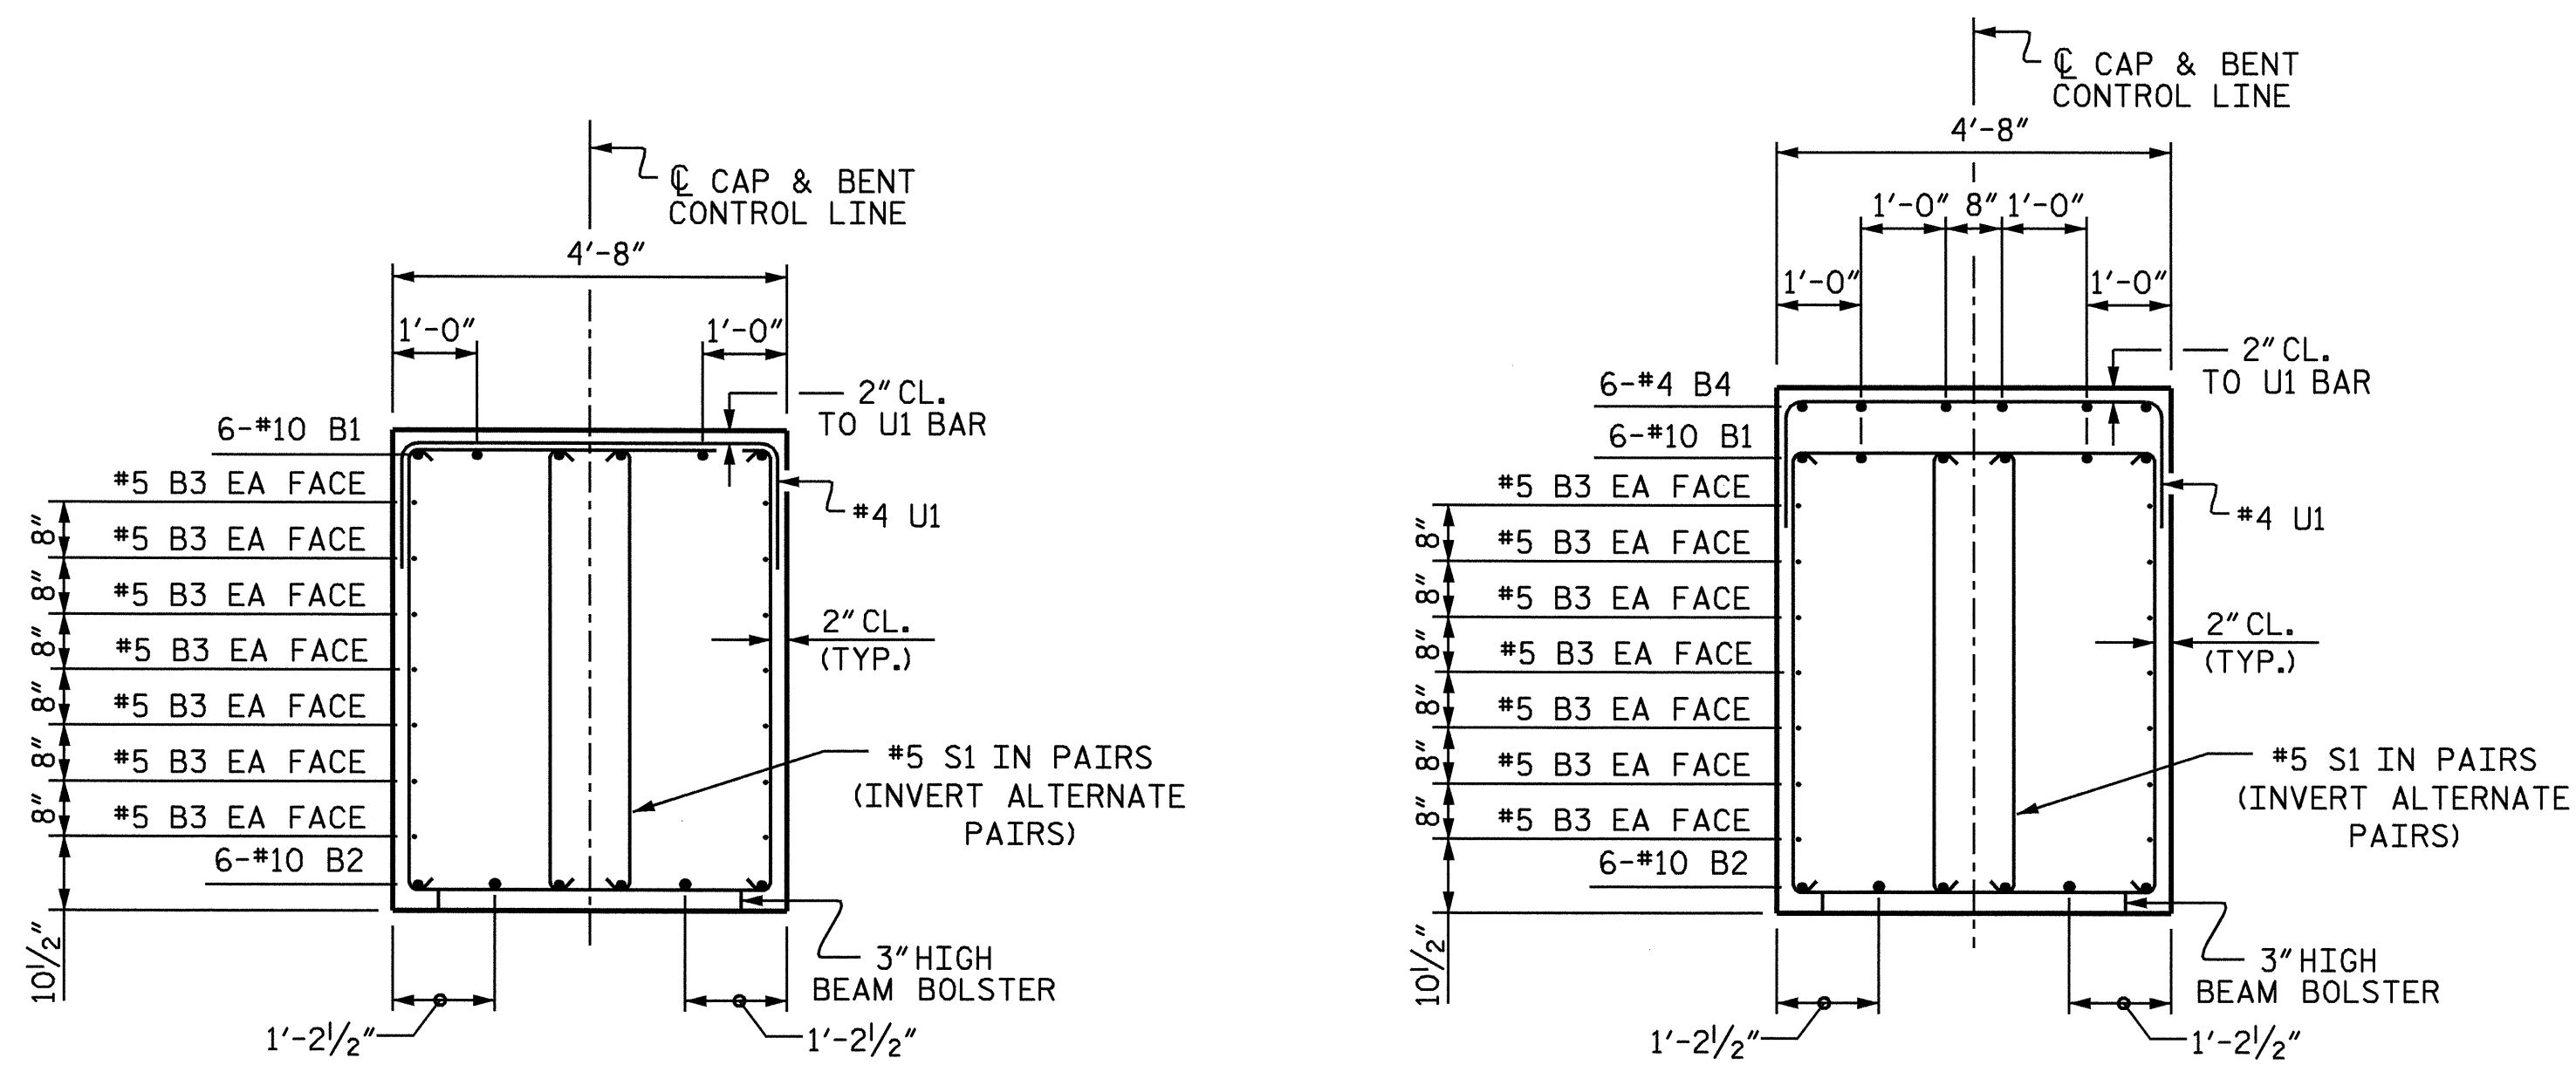 ℄ CAP & BENT
CONTROL LINE
4'-8"
1'-0"
1'-0"
2" CL.
TO U1 BAR
6-#10 B1
#5 B3 EA FACE
#5 B3 EA FACE
#5 B3 EA FACE
#5 B3 EA FACE
#5 B3 EA FACE
#5 B3 EA FACE
#5 B3 EA FACE
6-#10 B2
8"
8"
8"
8"
8"
8"
10½"
#4 U1
2" CL.
(TYP.)
#5 S1 IN PAIRS
(INVERT ALTERNATE
PAIRS)
3" HIGH
BEAM BOLSTER
1'-2½"
1'-2½"
℄ CAP & BENT
CONTROL LINE
4'-8"
1'-0" 8" 1'-0"
1'-0"
1'-0"
2" CL.
TO U1 BAR
6-#4 B4
6-#10 B1
#5 B3 EA FACE
#5 B3 EA FACE
#5 B3 EA FACE
#5 B3 EA FACE
#5 B3 EA FACE
#5 B3 EA FACE
#5 B3 EA FACE
6-#10 B2
8"
8"
8"
8"
8"
8"
10½"
#4 U1
2" CL.
(TYP.)
#5 S1 IN PAIRS
(INVERT ALTERNATE
PAIRS)
3" HIGH
BEAM BOLSTER
1'-2½"
1'-2½"